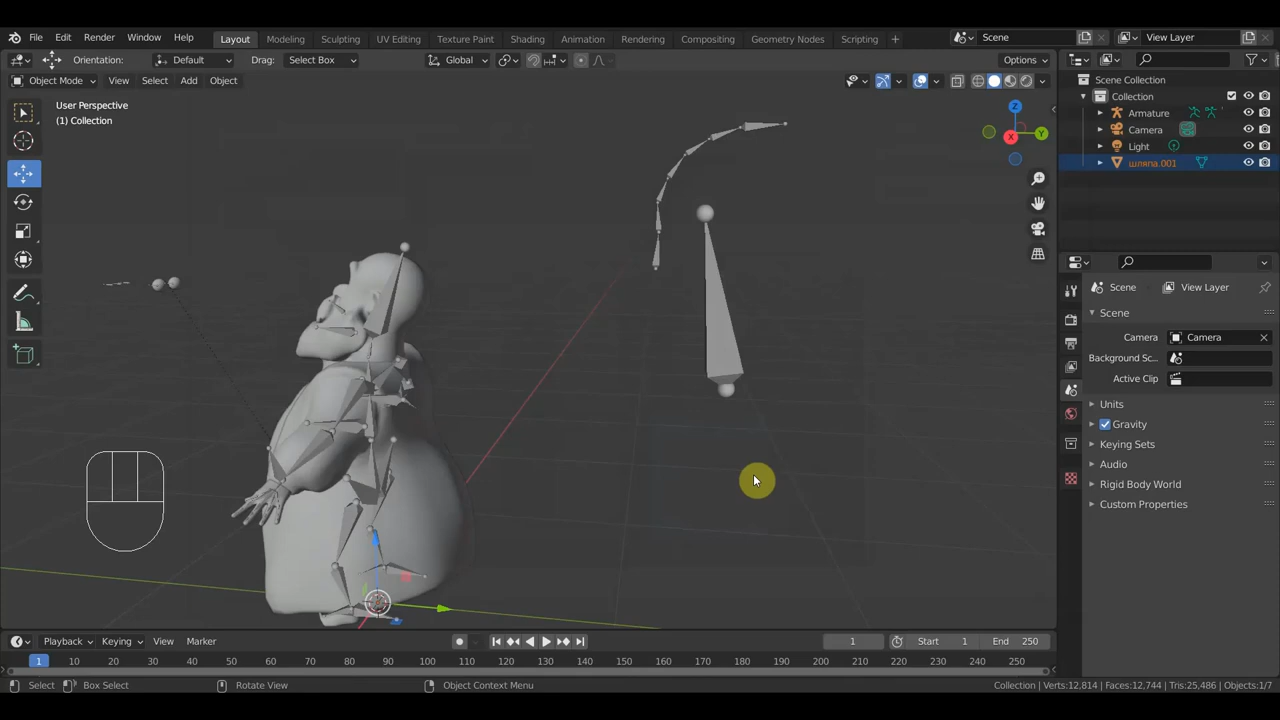 File Edit Render Window Help Layout Modeling Sculpting UV Editing Texture Paint Shading Animation Rendering Compositing Geometry Nodes Scripting + Scene View Layer
Orientation: Default Drag: Select Box Global Options
Object Mode View Select Add Object
User Perspective
(1) Collection
Z
Y
X
Scene Collection
Collection
Armature
Camera
Light
шляпа.001
Scene View Layer
Scene
Camera Camera
Background Sc...
Active Clip
Units
Gravity
Keying Sets
Audio
Rigid Body World
Custom Properties
Playback Keying View Marker 1 Start 1 End 250
1 10 20 30 40 50 60 70 80 90 100 110 120 130 140 150 160 170 180 190 200 210 220 230 240 250
Select Box Select Rotate View Object Context Menu Collection | Verts:12,814 | Faces:12,744 | Tris:25,486 | Objects:1/7